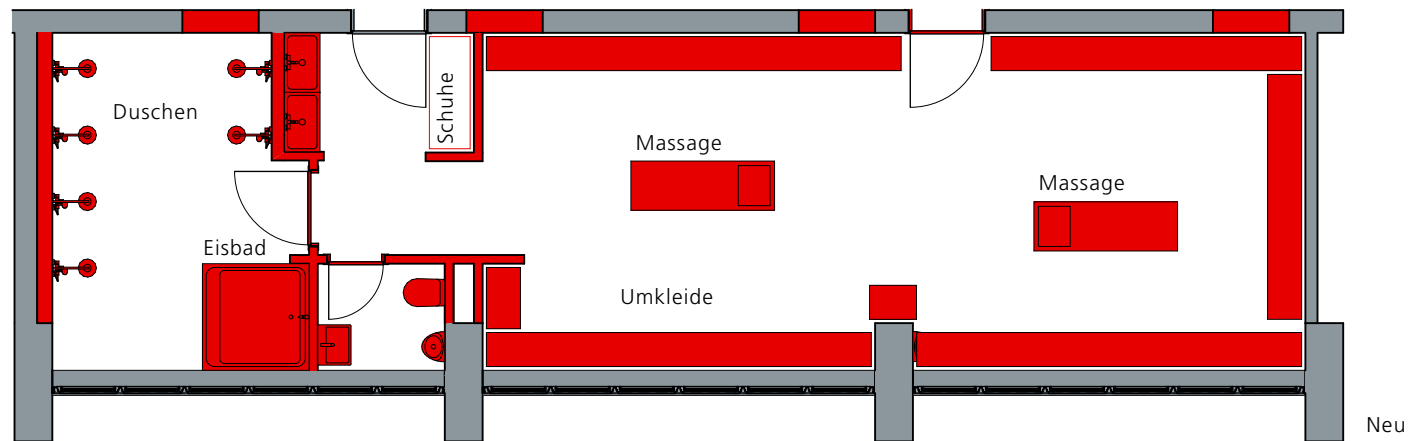 Duschen
Schuhe
Massage
Massage
Eisbad
Umkleide
Neu